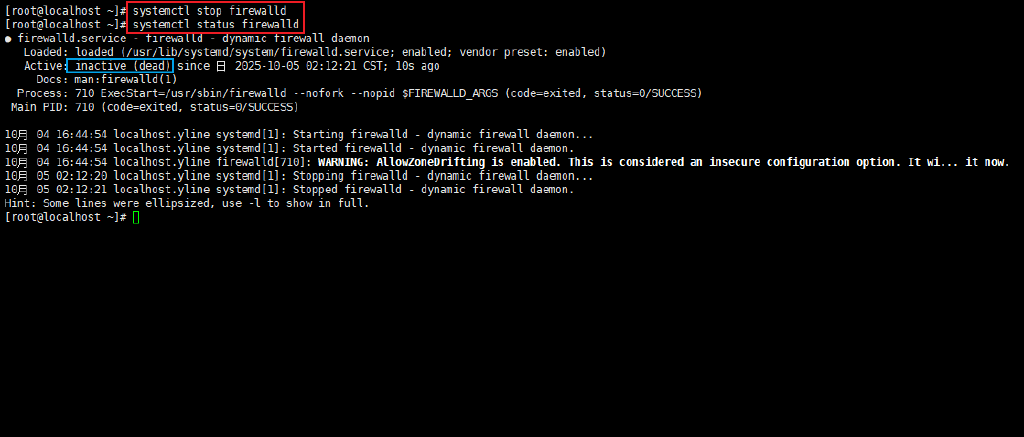 [root@localhost ~]# systemctl stop firewalld
[root@localhost ~]# systemctl status firewalld
● firewalld.service - firewalld - dynamic firewall daemon
Loaded: loaded (/usr/lib/systemd/system/firewalld.service; enabled; vendor preset: enabled)
Active: inactive (dead) since 日 2025-10-05 02:12:21 CST; 10s ago
Docs: man:firewalld(1)
Process: 710 ExecStart=/usr/sbin/firewalld --nofork --nopid $FIREWALLD_ARGS (code=exited, status=0/SUCCESS)
Main PID: 710 (code=exited, status=0/SUCCESS)
10月 04 16:44:54 localhost.yline systemd[1]: Starting firewalld - dynamic firewall daemon...
10月 04 16:44:54 localhost.yline systemd[1]: Started firewalld - dynamic firewall daemon.
10月 04 16:44:54 localhost.yline firewalld[710]: WARNING: AllowZoneDrifting is enabled. This is considered an insecure configuration option. It wi... it now.
10月 05 02:12:20 localhost.yline systemd[1]: Stopping firewalld - dynamic firewall daemon...
10月 05 02:12:21 localhost.yline systemd[1]: Stopped firewalld - dynamic firewall daemon.
Hint: Some lines were ellipsized, use -l to show in full.
[root@localhost ~]#